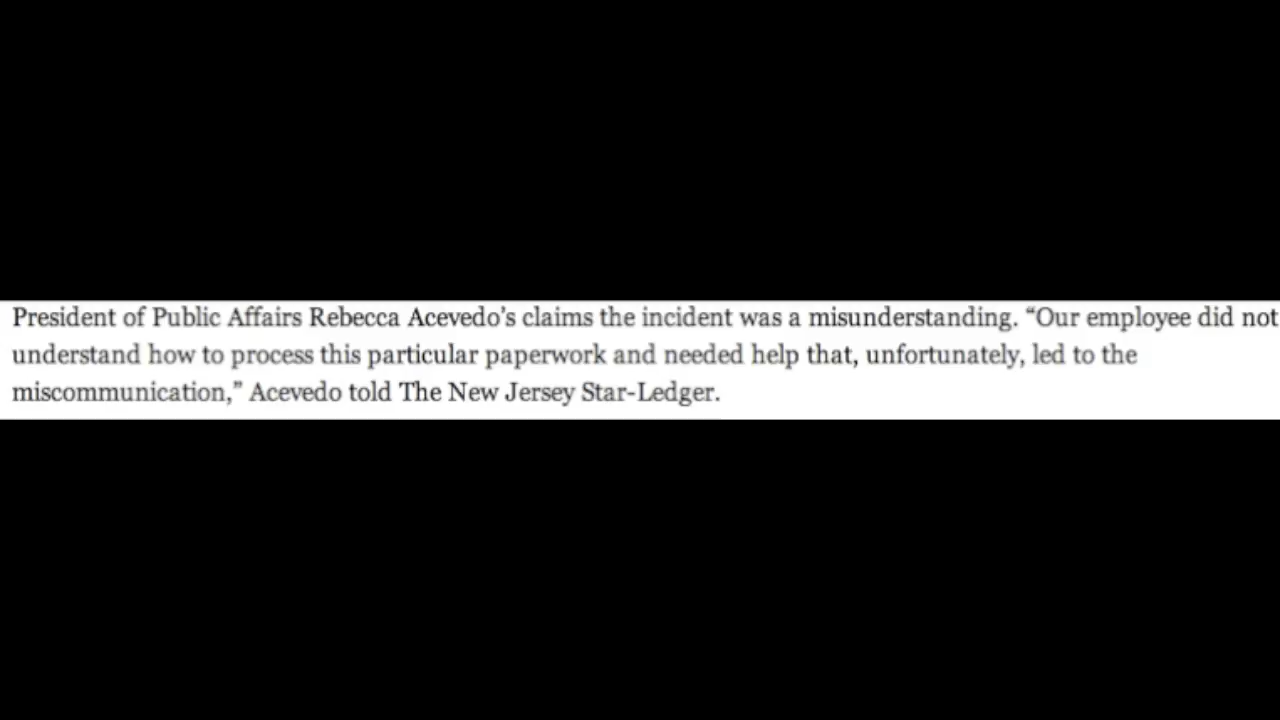 President of Public Affairs Rebecca Acevedo’s claims the incident was a misunderstanding. “Our employee did not
understand how to process this particular paperwork and needed help that, unfortunately, led to the
miscommunication,” Acevedo told The New Jersey Star-Ledger.